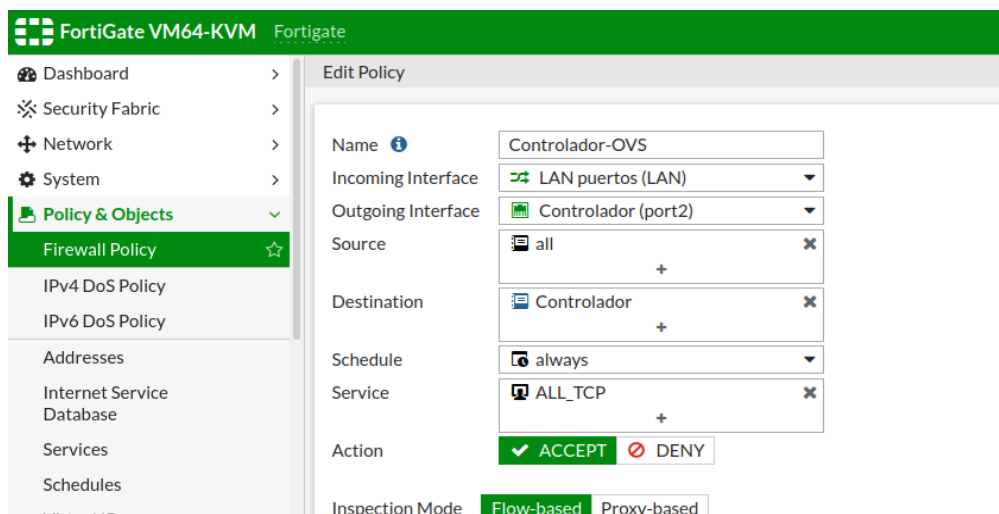 FortiGate VM64-KVM Fortigate
Dashboard
Security Fabric
Network
System
Policy & Objects
Firewall Policy
IPv4 DoS Policy
IPv6 DoS Policy
Addresses
Internet Service
Database
Services
Schedules
Edit Policy
Name Controlador-OVS
Incoming Interface LAN puertos (LAN)
Outgoing Interface Controlador (port2)
Source all
+
Destination Controlador
+
Schedule always
Service ALL_TCP
+
Action ACCEPT DENY
Inspection Mode Flow-based Proxy-based